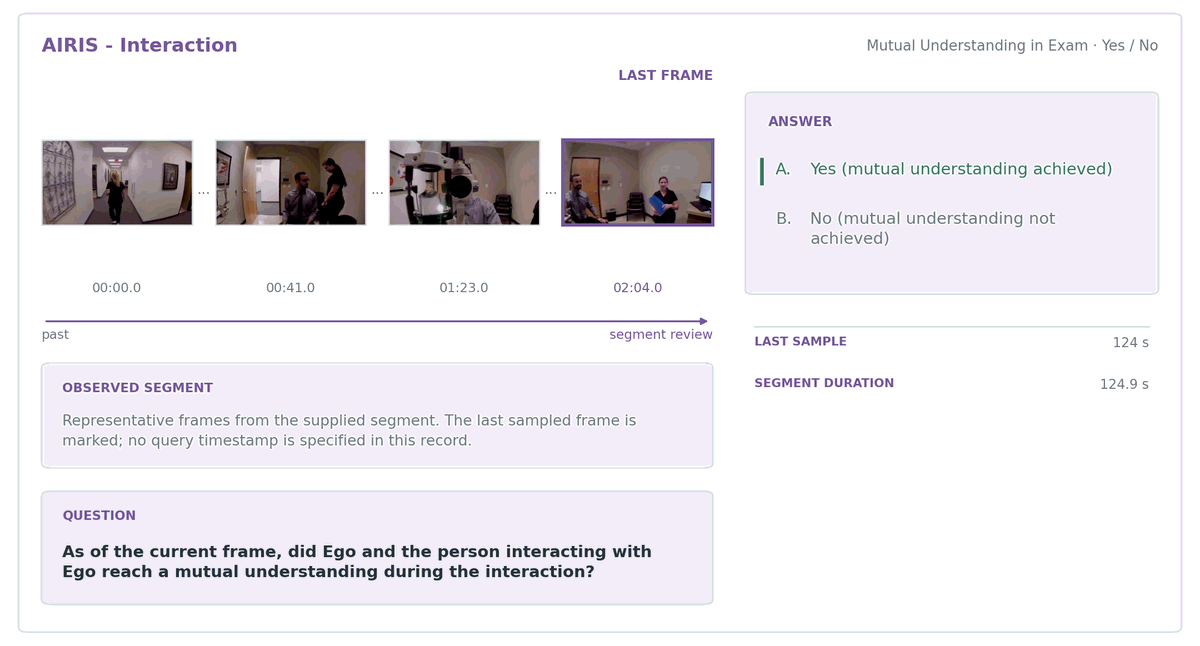 AIRIS - Interaction
Mutual Understanding in Exam · Yes / No
LAST FRAME
...
...
...
00:00.0
00:41.0
01:23.0
02:04.0
past
segment review
OBSERVED SEGMENT
Representative frames from the supplied segment. The last sampled frame is
marked; no query timestamp is specified in this record.
QUESTION
As of the current frame, did Ego and the person interacting with
Ego reach a mutual understanding during the interaction?
ANSWER
A. Yes (mutual understanding achieved)
B. No (mutual understanding not
achieved)
LAST SAMPLE 124 s
SEGMENT DURATION 124.9 s